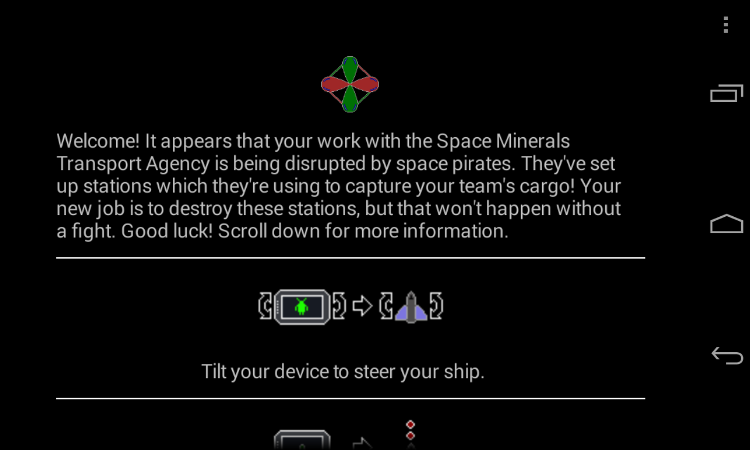 Welcome! It appears that your work with the Space Minerals
Transport Agency is being disrupted by space pirates. They've set
up stations which they're using to capture your team's cargo! Your
new job is to destroy these stations, but that won't happen without
a fight. Good luck! Scroll down for more information.
Tilt your device to steer your ship.